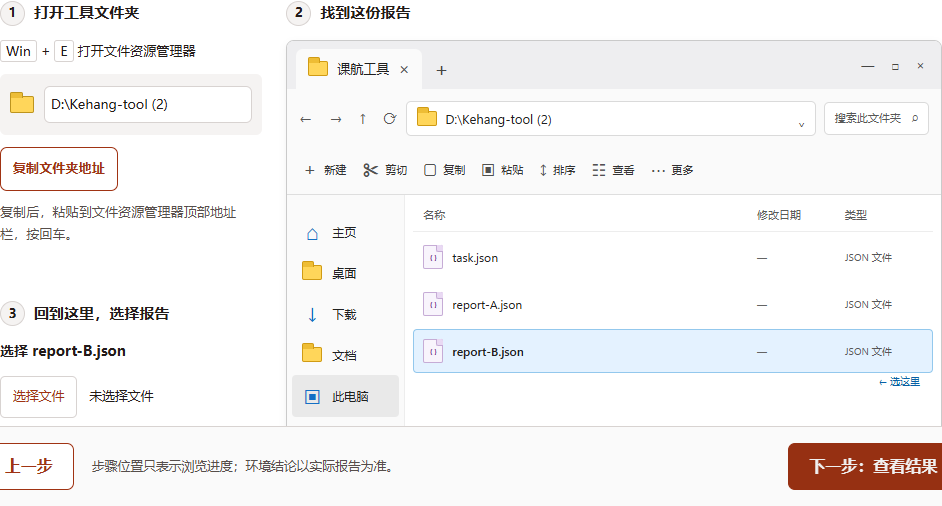 1 打开工具文件夹
Win + E 打开文件资源管理器
D:\Kehang-tool (2)
复制文件夹地址
复制后，粘贴到文件资源管理器顶部地址
栏，按回车。
2 找到这份报告
课航工具 × +
— □ ×
← → ↑ ⟳ D:\Kehang-tool (2) 搜索此文件夹
+ 新建 剪切 复制 粘贴 排序 查看 ··· 更多
主页
桌面
下载
文档
此电脑
名称 修改日期 类型
task.json — JSON 文件
report-A.json — JSON 文件
report-B.json — JSON 文件
← 选这里
3 回到这里，选择报告
选择 report-B.json
选择文件 未选择文件
上一步 步骤位置只表示浏览进度；环境结论以实际报告为准。 下一步：查看结果